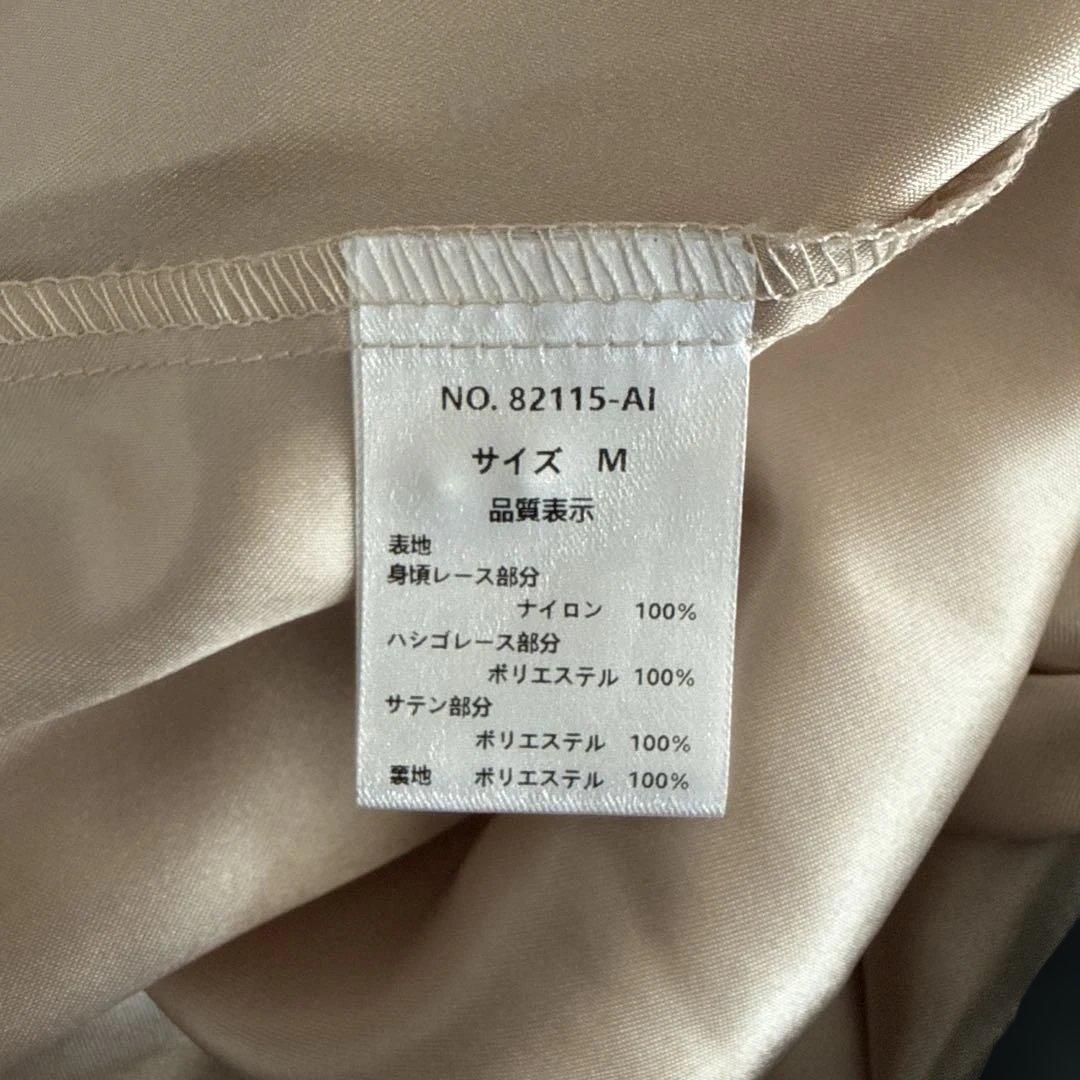 NO. 82115-AI
サイズ M
品質表示
表地
身頃レース部分
ナイロン 100%
ハシゴレース部分
ポリエステル 100%
サテン部分
ポリエステル 100%
裏地 ポリエステル 100%